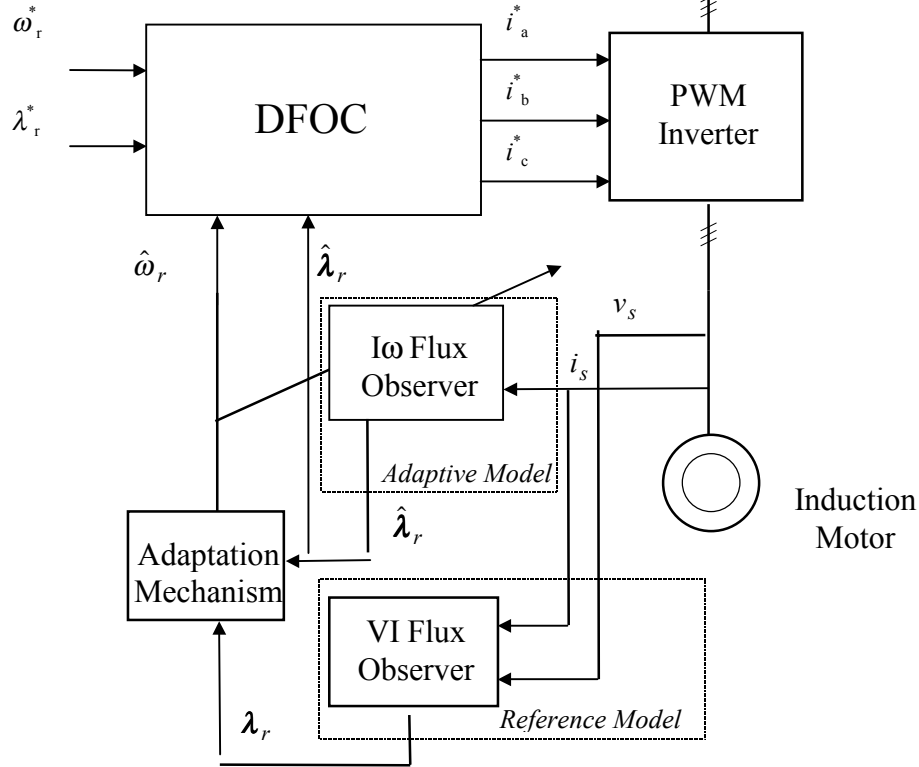 ω*r
i*a
λ*r
DFOC
i*b
i*c
PWM
Inverter
ω̂r
λ̂r
vs
Iω Flux
Observer
is
Adaptive Model
λ̂r
Induction
Motor
Adaptation
Mechanism
VI Flux
Observer
λr
Reference Model